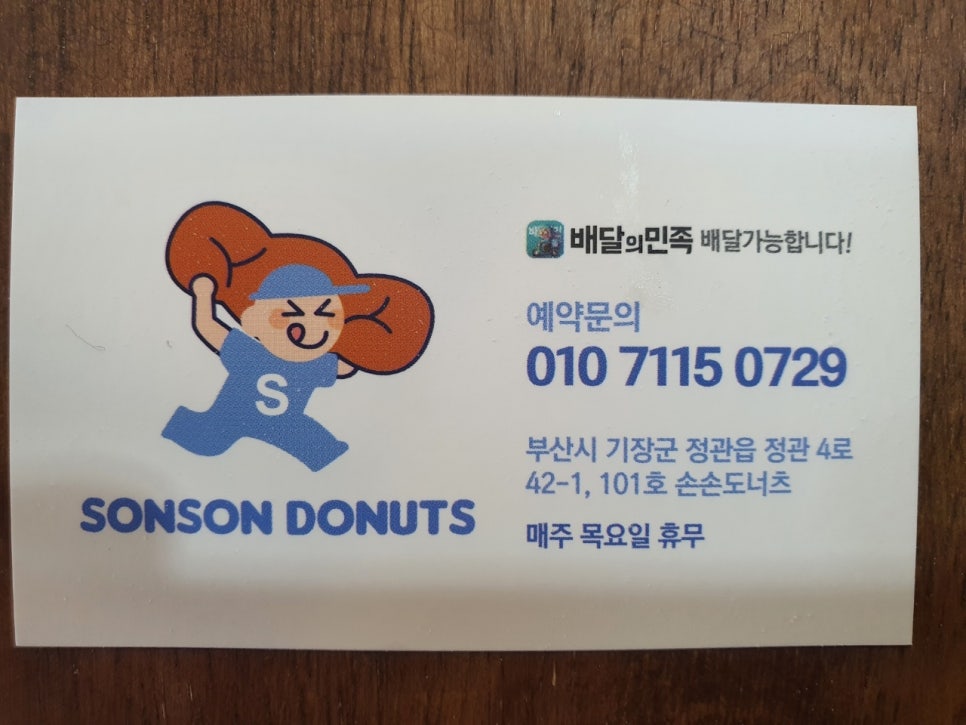 S
SONSON DONUTS
배달의민족 배달가능합니다!
예약문의
010 7115 0729
부산시 기장군 정관읍 정관 4로
42-1, 101호 손손도너츠
매주 목요일 휴무